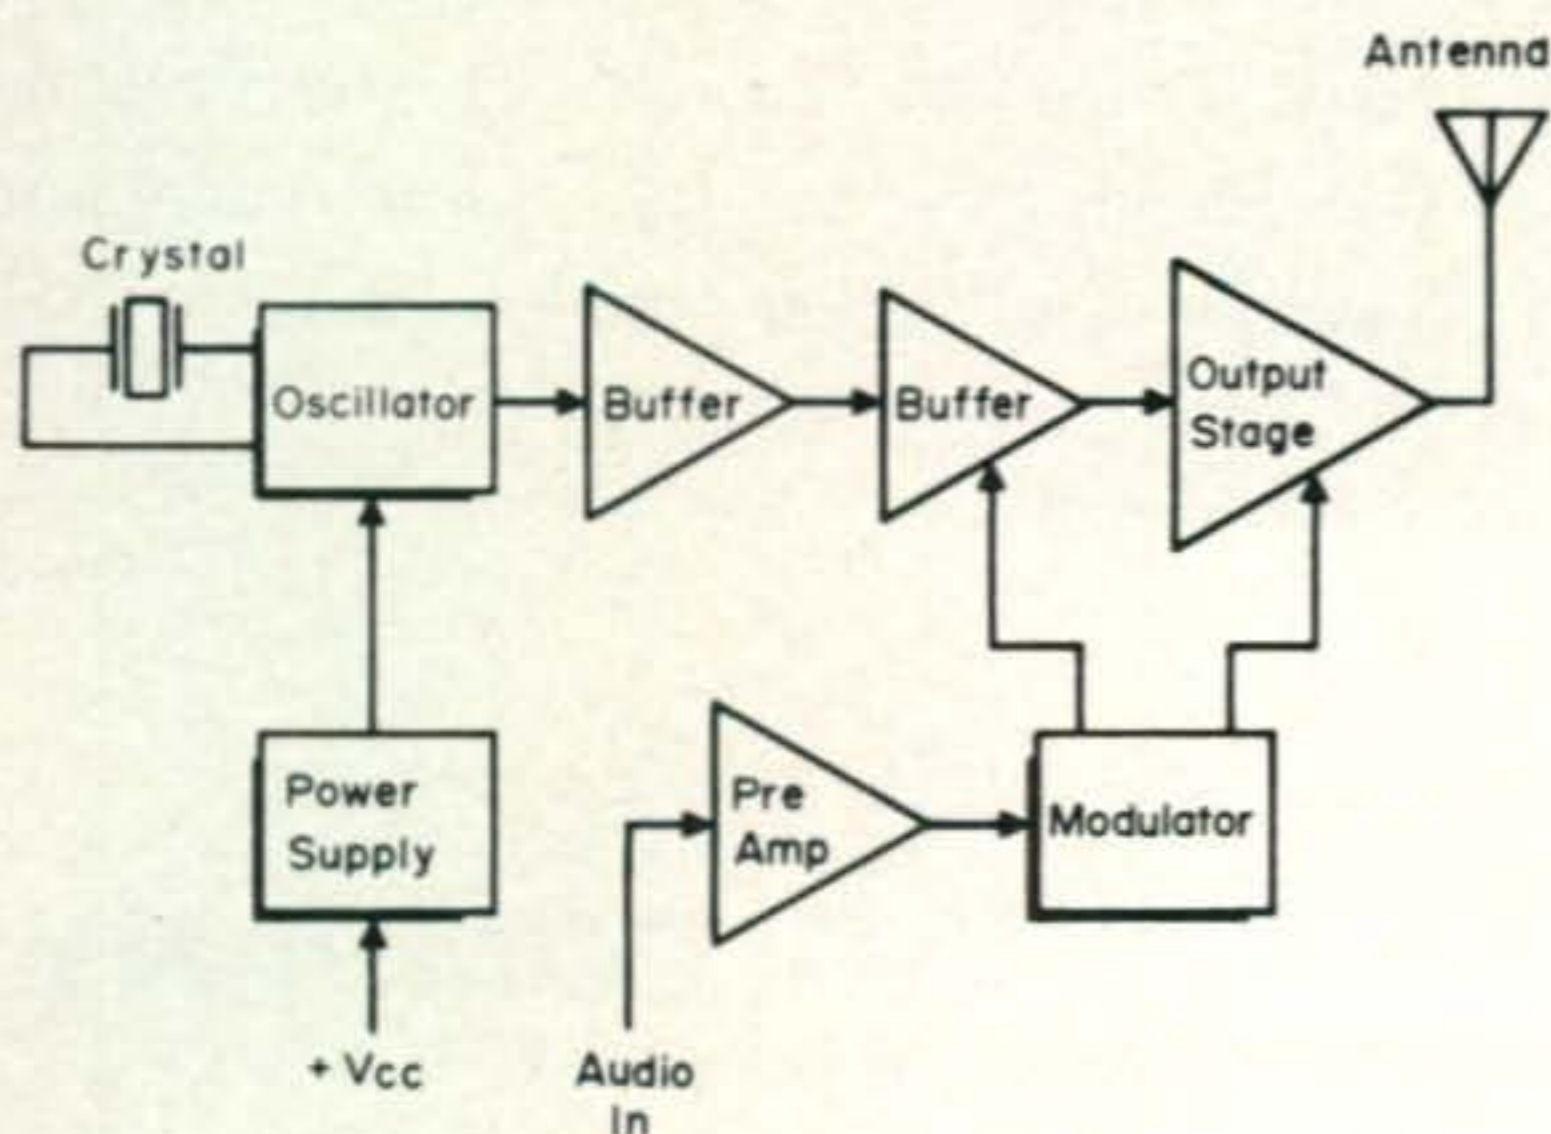 Antenna
Crystal
Oscillator
Buffer
Buffer
Output
Stage
Power
Supply
Pre
Amp
Modulator
+ Vcc
Audio
In